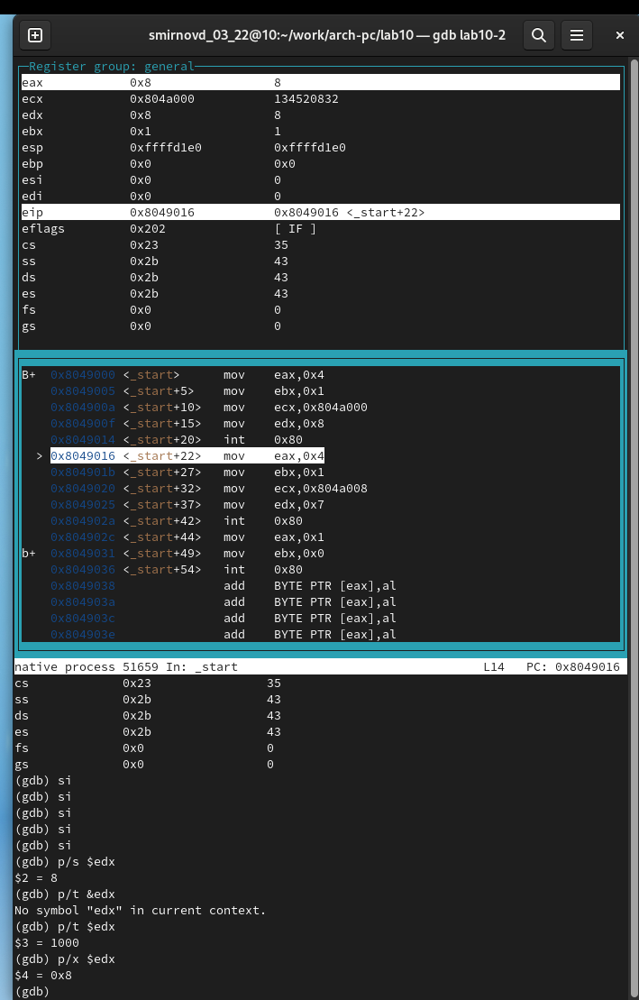 smirnovd_03_22@10:~/work/arch-pc/lab10 — gdb lab10-2
Register group: general
eax 0x8 8
ecx 0x804a000 134520832
edx 0x8 8
ebx 0x1 1
esp 0xffffd1e0 0xffffd1e0
ebp 0x0 0x0
esi 0x0 0
edi 0x0 0
eip 0x8049016 0x8049016 <_start+22>
eflags 0x202 [ IF ]
cs 0x23 35
ss 0x2b 43
ds 0x2b 43
es 0x2b 43
fs 0x0 0
gs 0x0 0
B+ 0x8049000 <_start> mov eax,0x4
0x8049005 <_start+5> mov ebx,0x1
0x804900a <_start+10> mov ecx,0x804a000
0x804900f <_start+15> mov edx,0x8
0x8049014 <_start+20> int 0x80
> 0x8049016 <_start+22> mov eax,0x4
0x804901b <_start+27> mov ebx,0x1
0x8049020 <_start+32> mov ecx,0x804a008
0x8049025 <_start+37> mov edx,0x7
0x804902a <_start+42> int 0x80
0x804902c <_start+44> mov eax,0x1
b+ 0x8049031 <_start+49> mov ebx,0x0
0x8049036 <_start+54> int 0x80
0x8049038 add BYTE PTR [eax],al
0x804903a add BYTE PTR [eax],al
0x804903c add BYTE PTR [eax],al
0x804903e add BYTE PTR [eax],al
native process 51659 In: _start L14 PC: 0x8049016
cs 0x23 35
ss 0x2b 43
ds 0x2b 43
es 0x2b 43
fs 0x0 0
gs 0x0 0
(gdb) si
(gdb) si
(gdb) si
(gdb) si
(gdb) si
(gdb) p/s $edx
$2 = 8
(gdb) p/t &edx
No symbol "edx" in current context.
(gdb) p/t $edx
$3 = 1000
(gdb) p/x $edx
$4 = 0x8
(gdb)